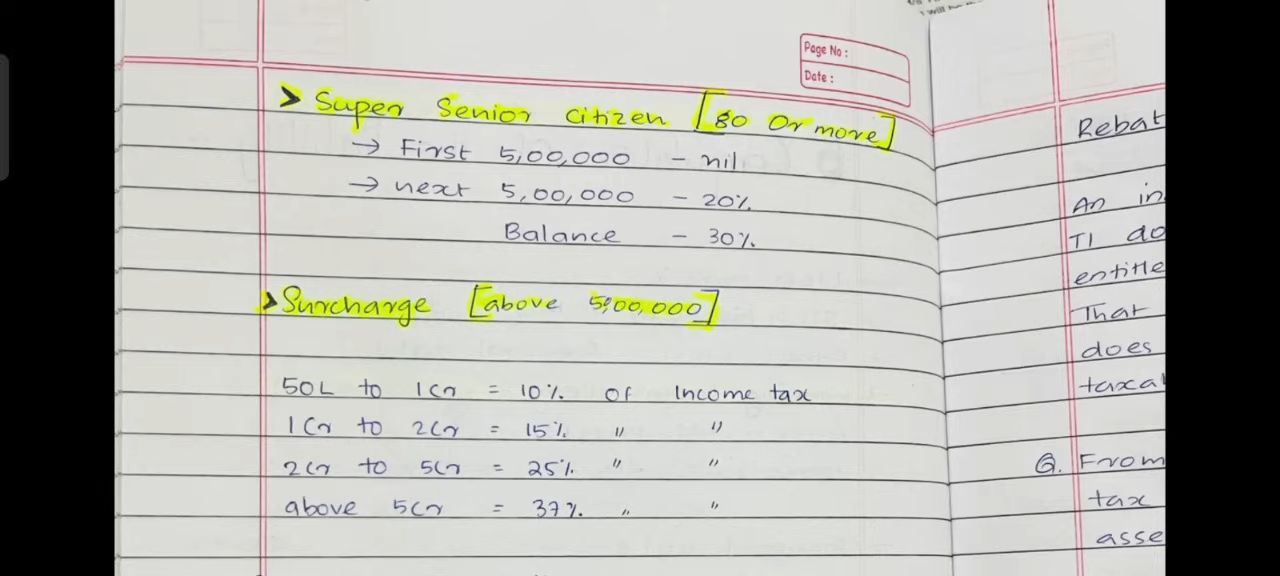 Page No :
Date :
➤ Super Senior citizen [80 or more]
→ First 5,00,000 - nil.
→ next 5,00,000 - 20%
Balance - 30%
➤ Surcharge [above 5,00,000]
50L to 1Cr = 10% of Income tax
1Cr to 2Cr = 15% " "
2Cr to 5Cr = 25% " "
above 5Cr = 37% " "
Rebat
An in
TI do
entitle
That
does
taxa
Q. From
tax
asse